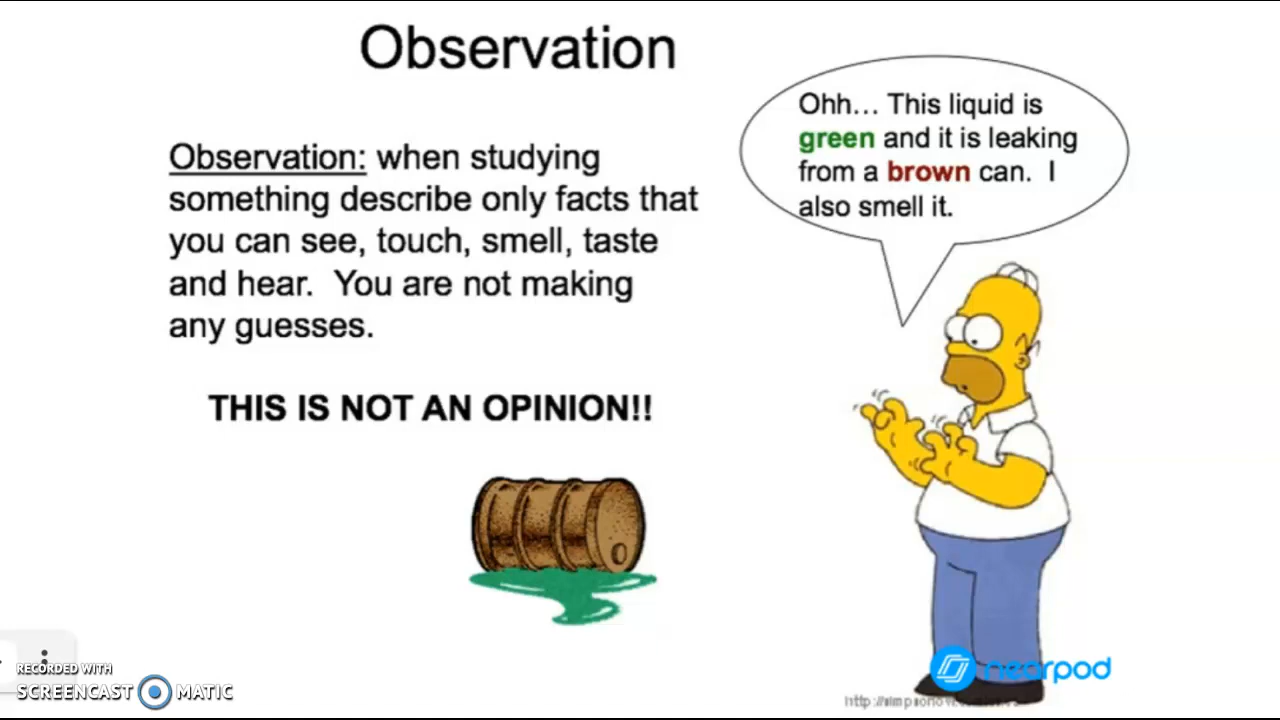 Observation
Observation: when studying
something describe only facts that
you can see, touch, smell, taste
and hear.  You are not making
any guesses.
THIS IS NOT AN OPINION!!
Ohh... This liquid is
green and it is leaking
from a brown can.  I
also smell it.
nearpod
RECORDED WITH
SCREENCAST MATIC